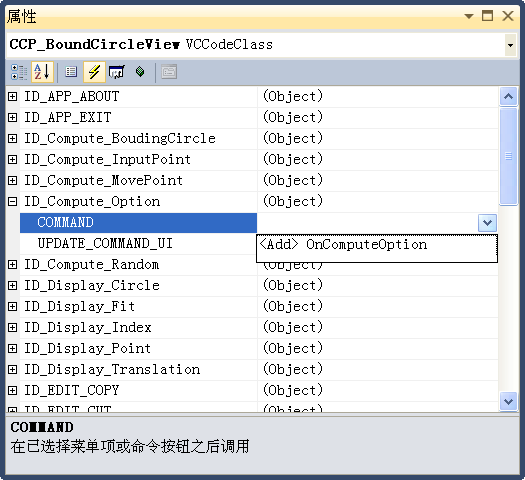 属性
CCP_BoundCircleView VCCodeClass
ID_APP_ABOUT (Object)
ID_APP_EXIT (Object)
ID_Compute_BoudingCircle (Object)
ID_Compute_InputPoint (Object)
ID_Compute_MovePoint (Object)
ID_Compute_Option (Object)
COMMAND
UPDATE_COMMAND_UI <Add> OnComputeOption
ID_Compute_Random (Object)
ID_Display_Circle (Object)
ID_Display_Fit (Object)
ID_Display_Index (Object)
ID_Display_Point (Object)
ID_Display_Translation (Object)
ID_EDIT_COPY (Object)
ID_EDIT_CUT (Object)
COMMAND
在已选择菜单项或命令按钮之后调用